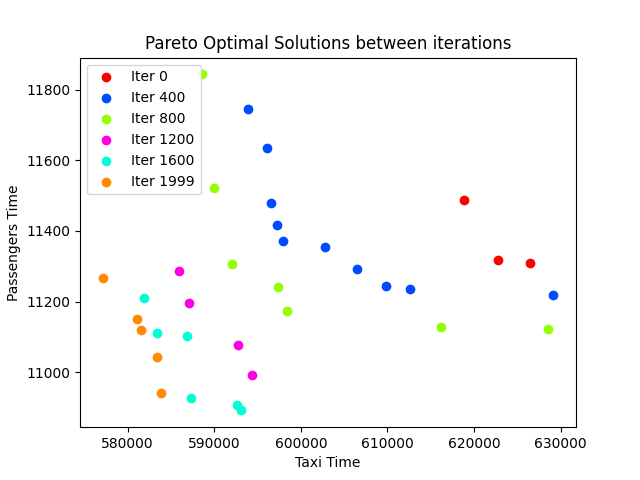 Pareto Optimal Solutions between iterations
Iter 0
Iter 400
Iter 800
Iter 1200
Iter 1600
Iter 1999
Passengers Time
11800
11600
11400
11200
11000
580000 590000 600000 610000 620000 630000
Taxi Time